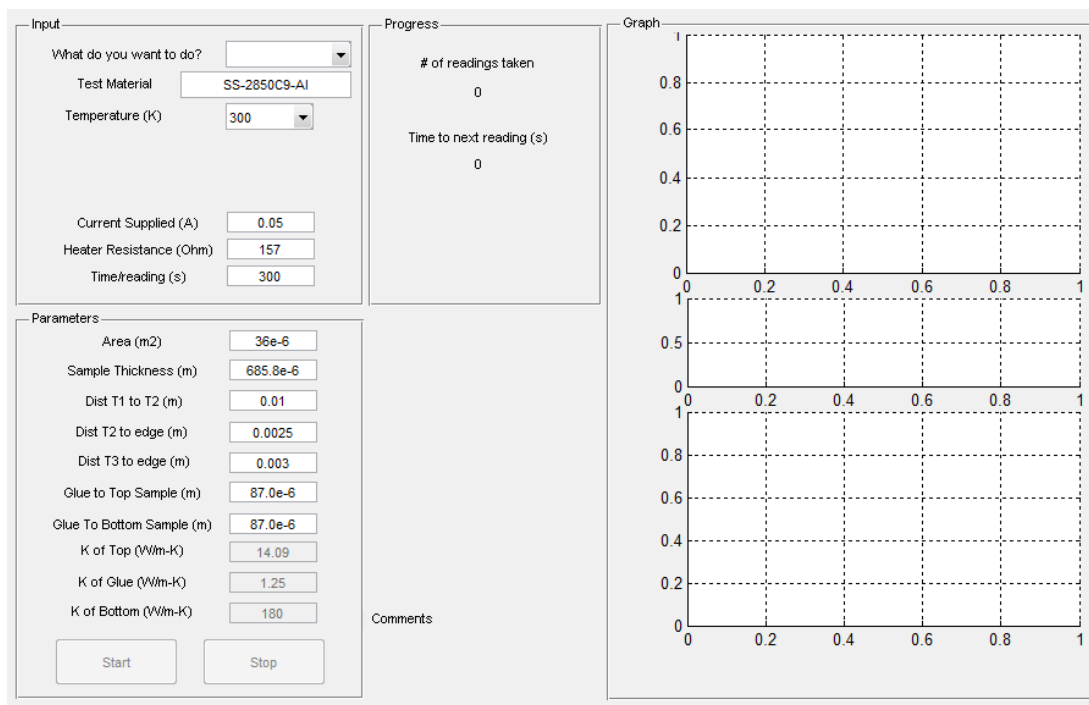 Input
What do you want to do?
Test Material SS-2850C9-Al
Temperature (K) 300
Current Supplied (A) 0.05
Heater Resistance (Ohm) 157
Time/reading (s) 300
Parameters
Area (m2) 36e-6
Sample Thickness (m) 685.8e-6
Dist T1 to T2 (m) 0.01
Dist T2 to edge (m) 0.0025
Dist T3 to edge (m) 0.003
Glue to Top Sample (m) 87.0e-6
Glue To Bottom Sample (m) 87.0e-6
K of Top (W/m-K) 14.09
K of Glue (W/m-K) 1.25
K of Bottom (W/m-K) 180
Start Stop
Progress
# of readings taken
0
Time to next reading (s)
0
Comments
Graph
1
0.8
0.6
0.4
0.2
0
0 0.2 0.4 0.6 0.8 1
1
0.5
0
0 0.2 0.4 0.6 0.8 1
1
0.8
0.6
0.4
0.2
0
0 0.2 0.4 0.6 0.8 1